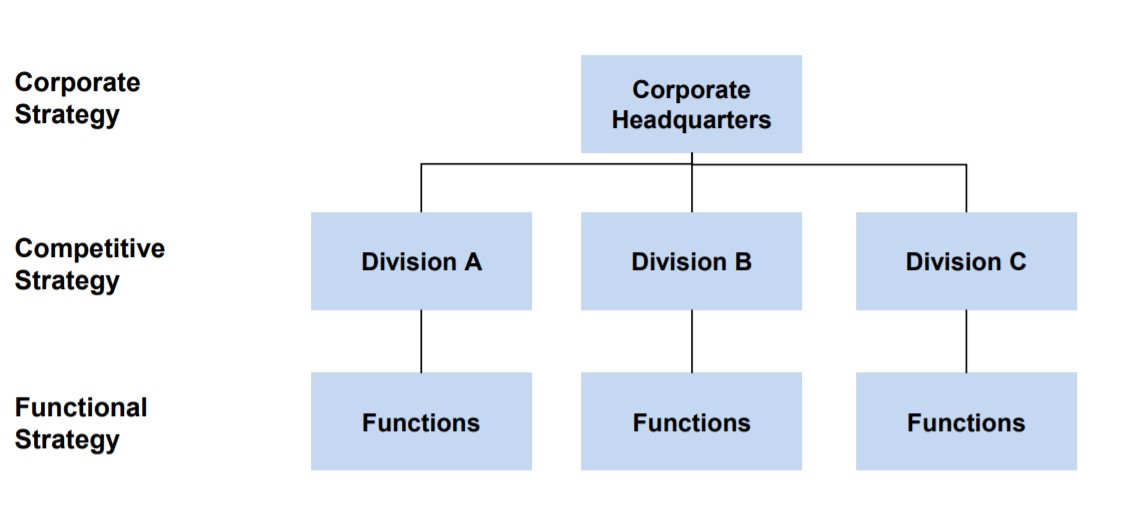 Corporate
Strategy
Corporate
Headquarters
Competitive
Strategy
Division A
Division B
Division C
Functional
Strategy
Functions
Functions
Functions